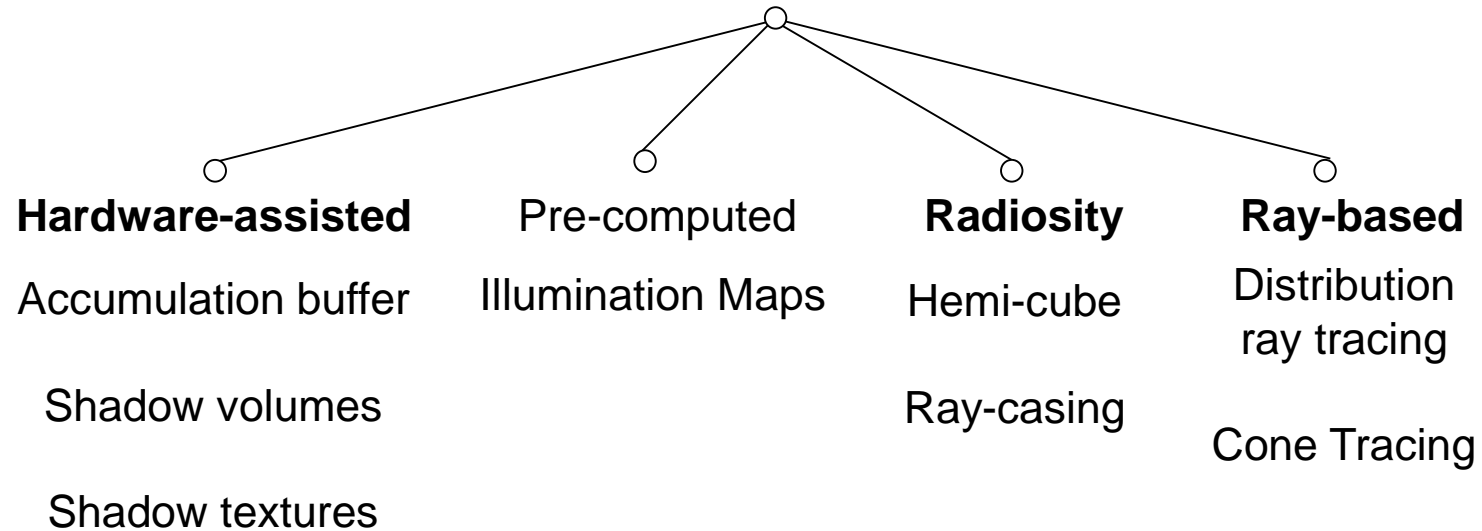 Hardware-assisted
Accumulation buffer
Shadow volumes
Shadow textures
Pre-computed
Illumination Maps
Radiosity
Hemi-cube
Ray-casing
Ray-based
Distribution
ray tracing
Cone Tracing